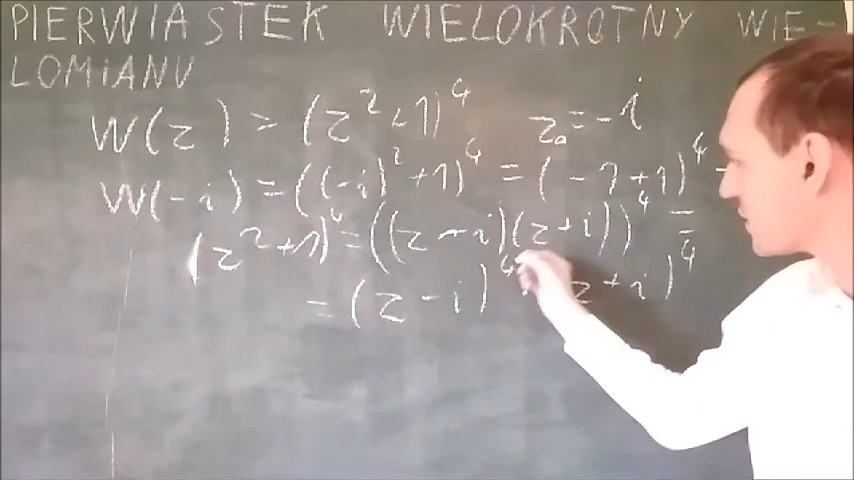 PIERWIASTEK WIELOKROTNY WIE-
LOMIANU
W(z) = (z²+1)⁴ z₀=-i
W(-i) = ((-i)²+1)⁴ = (-1+1)⁴
(z²+1)⁴=((z-i)(z+i))⁴ =
= (z-i)⁴ · (z+i)⁴